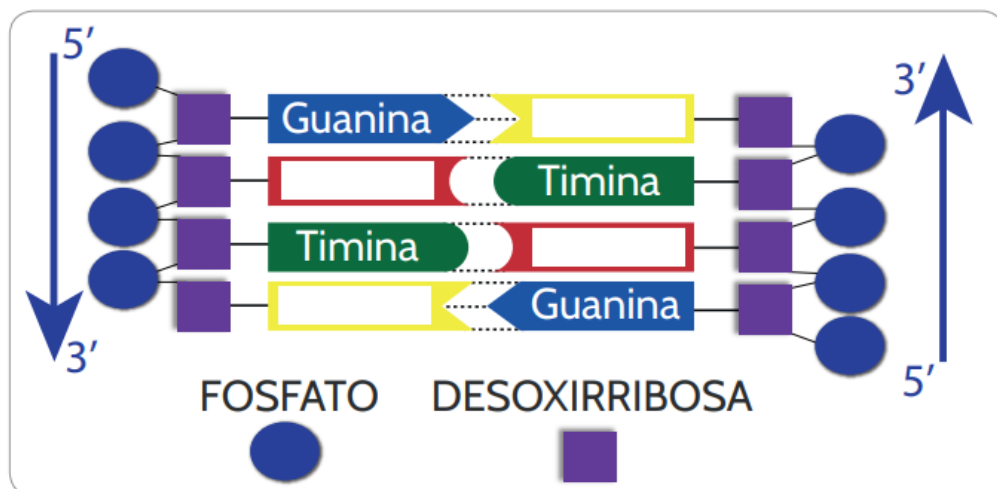 5’
3’
Guanina
Timina
Timina
Guanina
3’
5’
FOSFATO DESOXIRRIBOSA